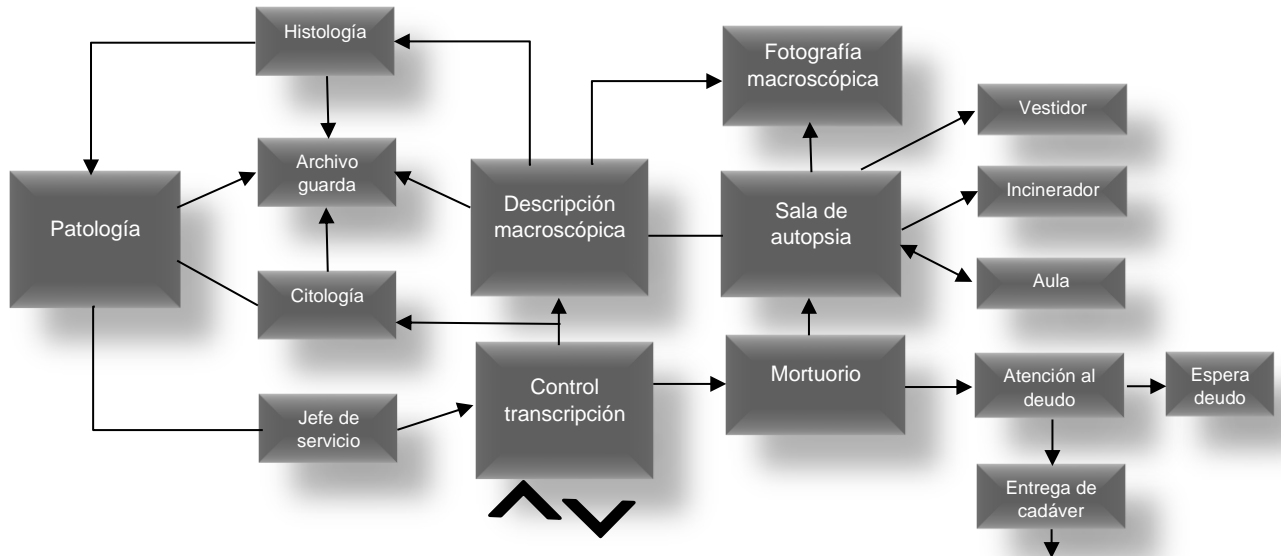 Histología
Fotografía
macroscópica
Vestidor
Archivo
guarda
Patología
Descripción
macroscópica
Sala de
autopsia
Incinerador
Citología
Aula
Control
transcripción
Mortuorio
Atención al
deudo
Espera
deudo
Jefe de
servicio
Entrega de
cadáver